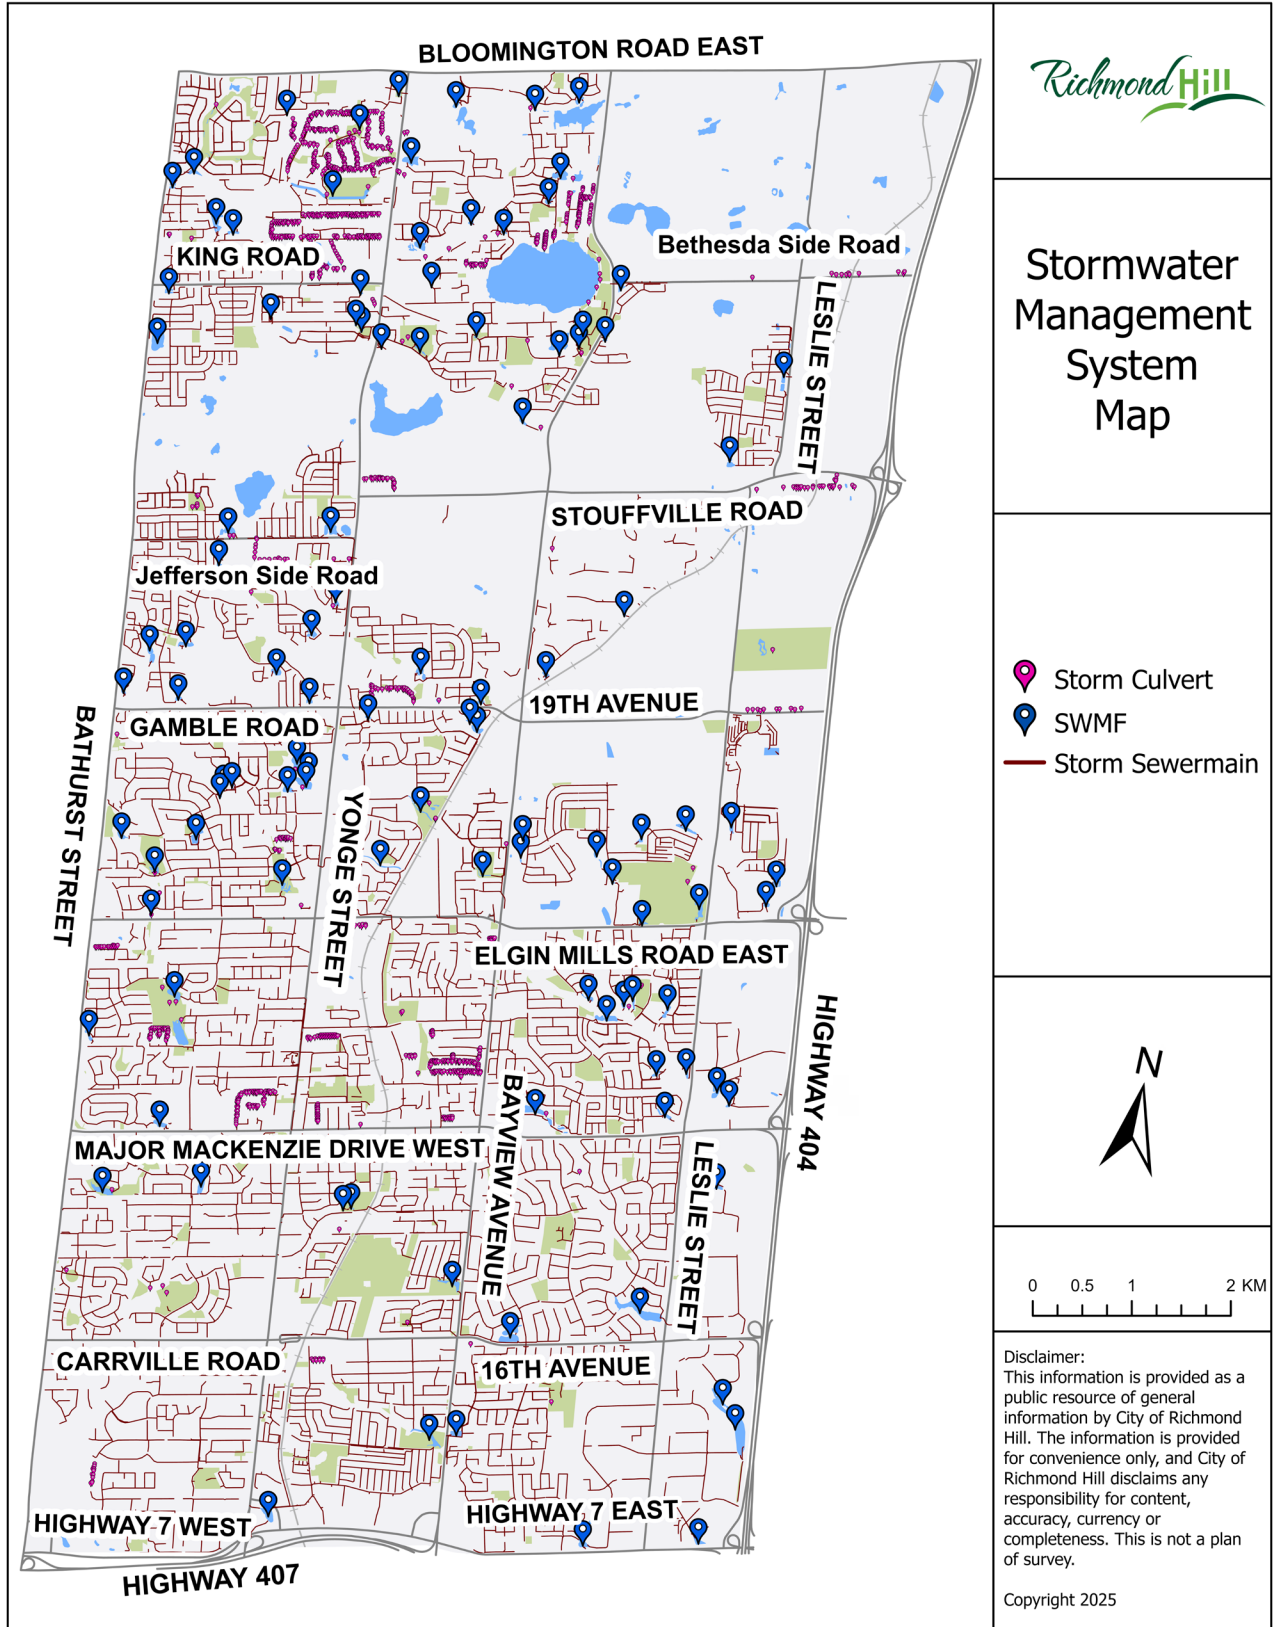 BLOOMINGTON ROAD EAST
KING ROAD
Bethesda Side Road
LESLIE STREET
STOUFFVILLE ROAD
Jefferson Side Road
19TH AVENUE
GAMBLE ROAD
BATHURST STREET
YONGE STREET
ELGIN MILLS ROAD EAST
HIGHWAY 404
BAYVIEW AVENUE
MAJOR MACKENZIE DRIVE WEST
LESLIE STREET
CARRVILLE ROAD
16TH AVENUE
HIGHWAY 7 EAST
HIGHWAY 7 WEST
HIGHWAY 407
Richmond Hill
Stormwater
Management
System
Map
Storm Culvert
SWMF
Storm Sewermain
N
0 0.5 1 2 KM
Disclaimer:
This information is provided as a
public resource of general
information by City of Richmond
Hill. The information is provided
for convenience only, and City of
Richmond Hill disclaims any
responsibility for content,
accuracy, currency or
completeness. This is not a plan
of survey.
Copyright 2025